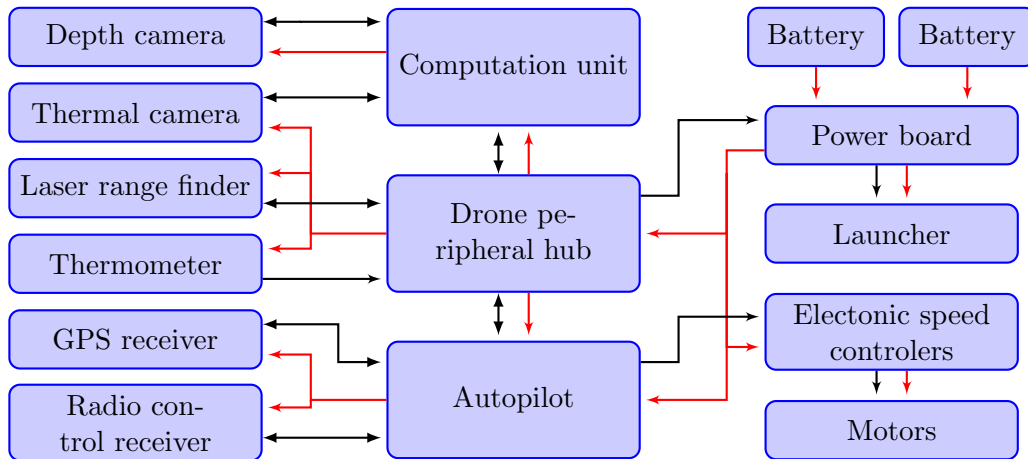 Depth camera
Thermal camera
Laser range finder
Thermometer
GPS receiver
Radio con-
trol receiver
Computation unit
Drone pe-
ripheral hub
Autopilot
Battery
Battery
Power board
Launcher
Electonic speed
controlers
Motors